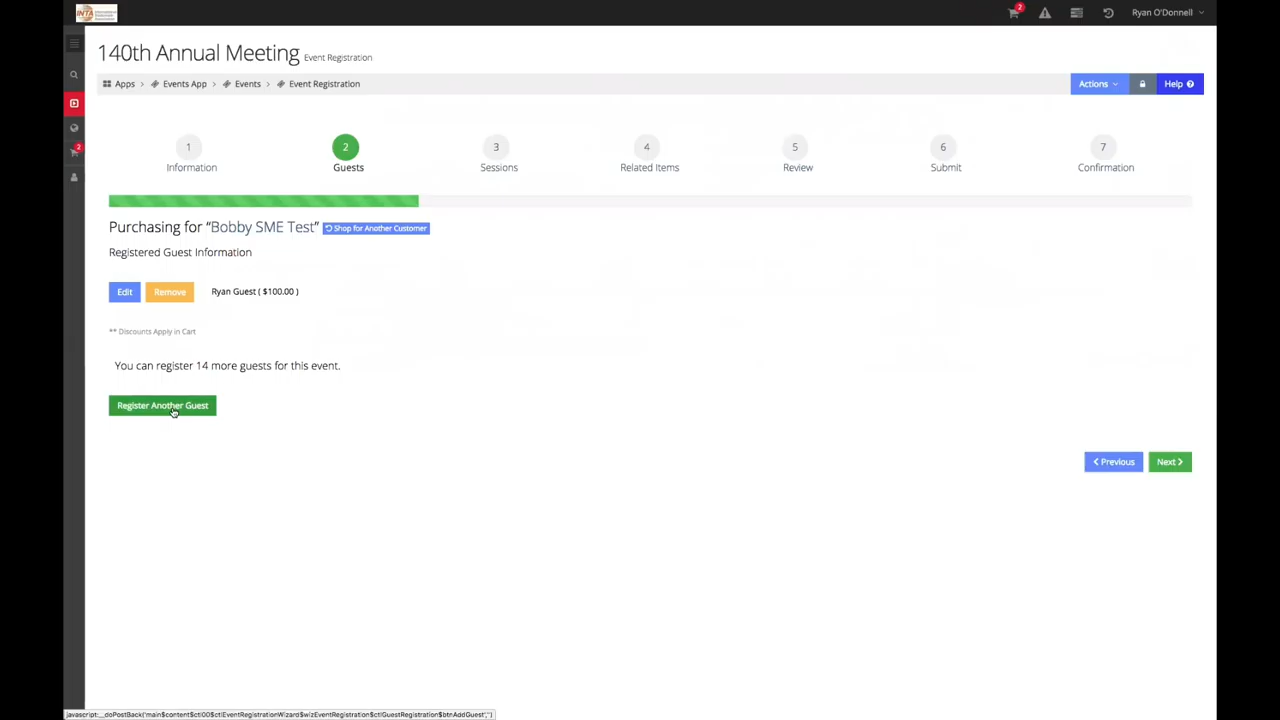 INTA
2
Ryan O'Donnell
140th Annual Meeting Event Registration
Apps > Events App > Events > Event Registration
Actions
Help
1 2 3 4 5 6 7
Information Guests Sessions Related Items Review Submit Confirmation
2
Purchasing for “Bobby SME Test” Shop for Another Customer
Registered Guest Information
Edit Remove Ryan Guest ( $100.00 )
** Discounts Apply in Cart
You can register 14 more guests for this event.
Register Another Guest
< Previous Next >